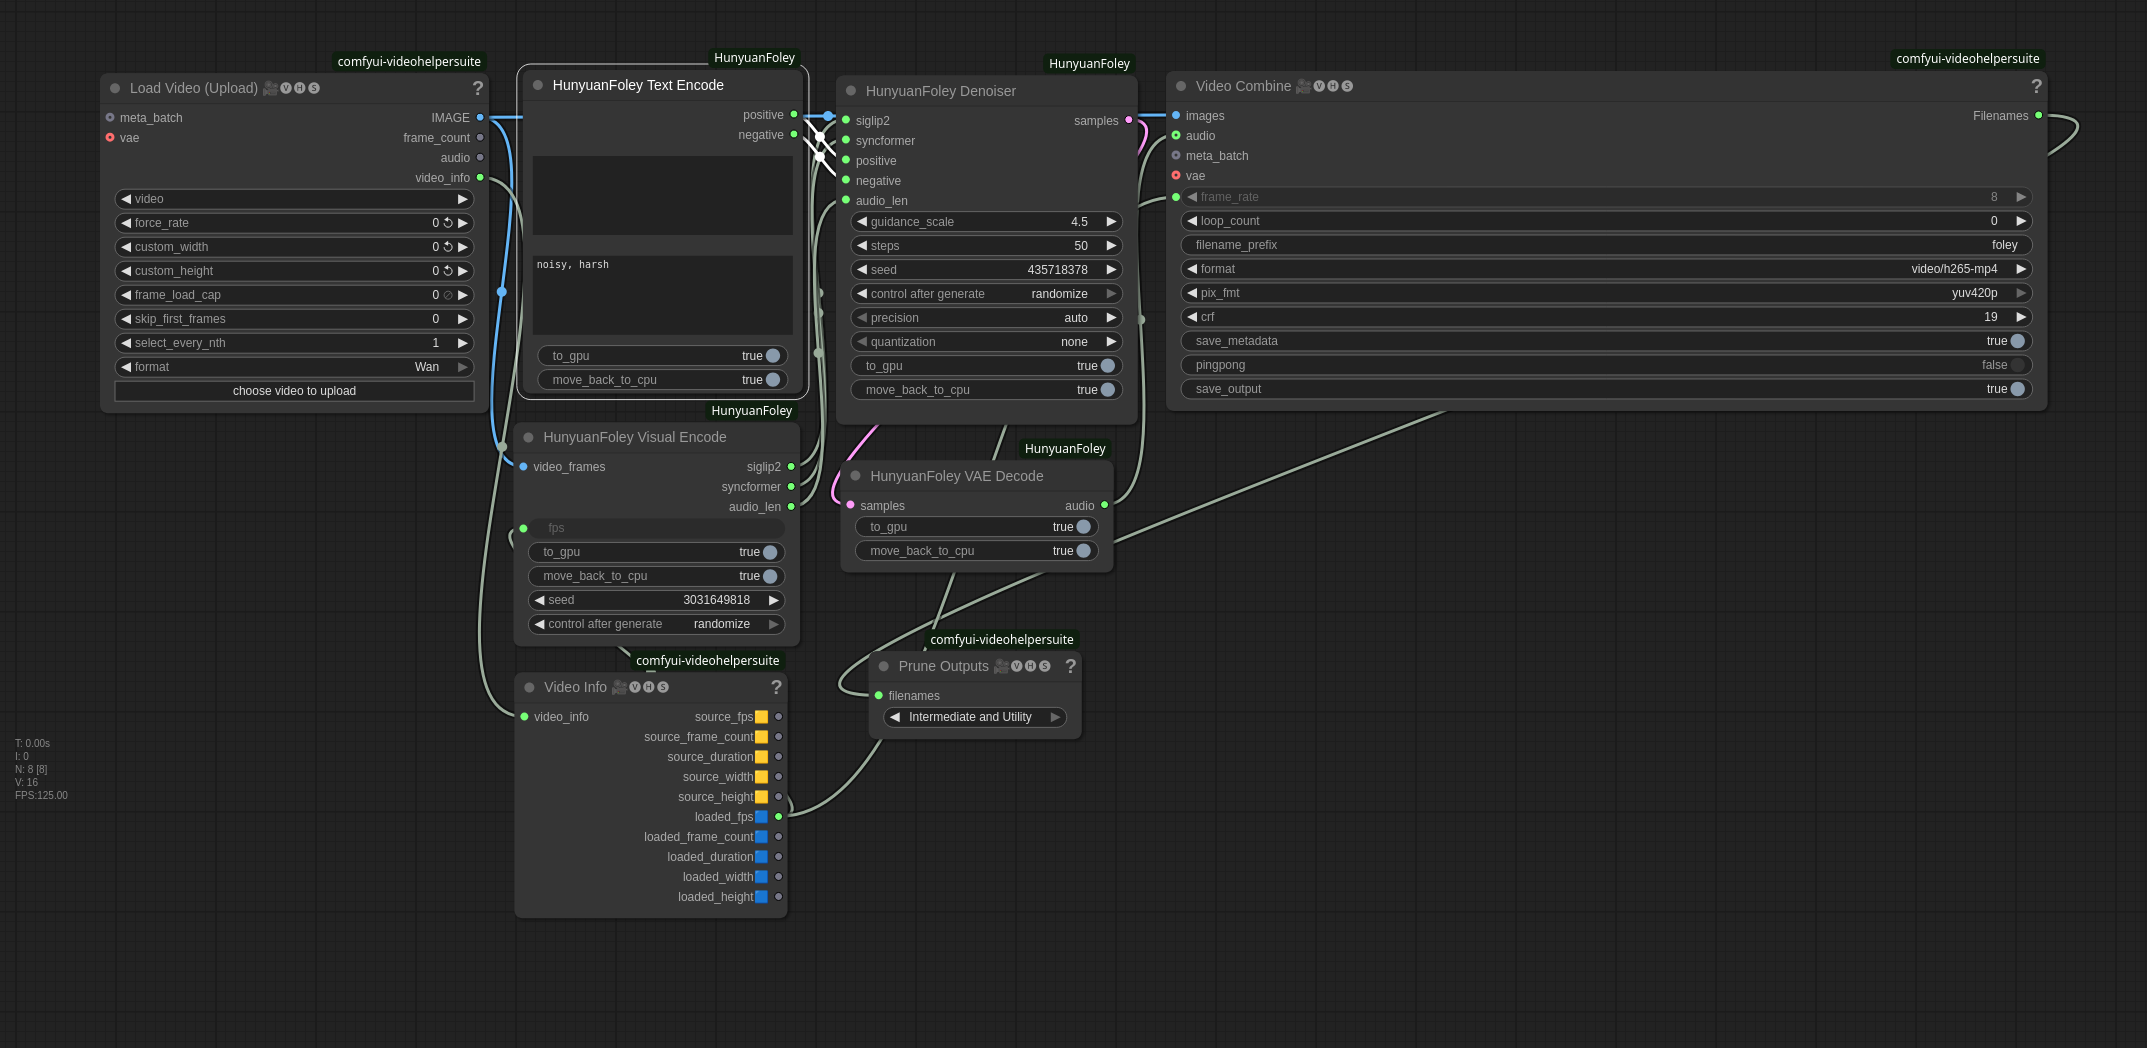 comfyui-videohelpersuite
Load Video (Upload) 🎥🅥🅗🅢 ?
meta_batch IMAGE
vae frame_count
audio
video_info
video
force_rate 0
custom_width 0
custom_height 0
frame_load_cap 0
skip_first_frames 0
select_every_nth 1
format Wan
choose video to upload
HunyuanFoley
HunyuanFoley Text Encode
positive
negative
noisy, harsh
to_gpu true
move_back_to_cpu true
HunyuanFoley
HunyuanFoley Visual Encode
video_frames siglip2
syncformer
audio_len
fps
to_gpu true
move_back_to_cpu true
seed 3031649818
control after generate randomize
comfyui-videohelpersuite
Video Info 🎥🅥🅗🅢 ?
video_info source_fps🟨
source_frame_count🟨
source_duration🟨
source_width🟨
source_height🟨
loaded_fps🟦
loaded_frame_count🟦
loaded_duration🟦
loaded_width🟦
loaded_height🟦
HunyuanFoley
HunyuanFoley Denoiser
siglip2 samples
syncformer
positive
negative
audio_len
guidance_scale 4.5
steps 50
seed 435718378
control after generate randomize
precision auto
quantization none
to_gpu true
move_back_to_cpu true
HunyuanFoley
HunyuanFoley VAE Decode
samples audio
to_gpu true
move_back_to_cpu true
comfyui-videohelpersuite
Prune Outputs 🎥🅥🅗🅢 ?
filenames
Intermediate and Utility
comfyui-videohelpersuite
Video Combine 🎥🅥🅗🅢 ?
images Filenames
audio
meta_batch
vae
frame_rate 8
loop_count 0
filename_prefix foley
format video/h265-mp4
pix_fmt yuv420p
crf 19
save_metadata true
pingpong false
save_output true
T: 0.00s
I: 0
N: 8 [8]
V: 16
FPS:125.00